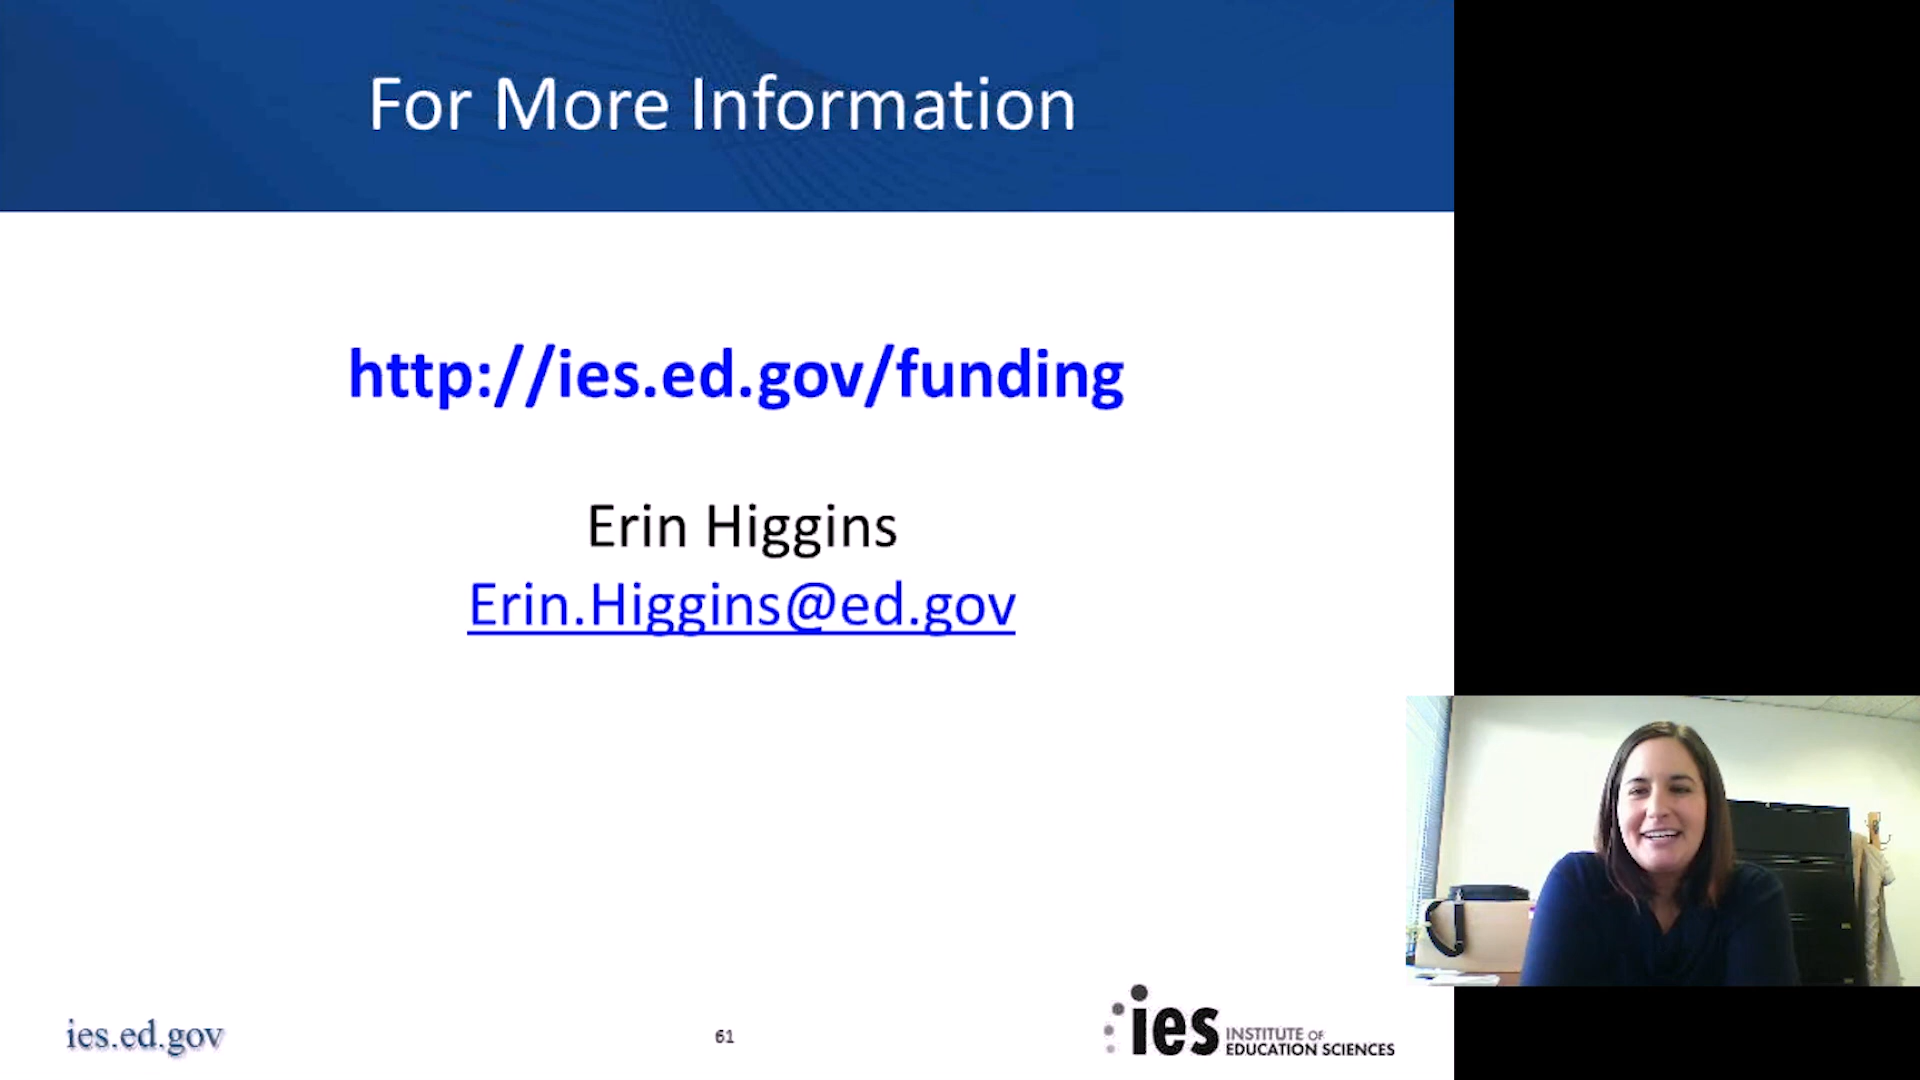 For More Information
http://ies.ed.gov/funding
Erin Higgins
Erin.Higgins@ed.gov
ies.ed.gov
61
ies INSTITUTE OF
EDUCATION SCIENCES